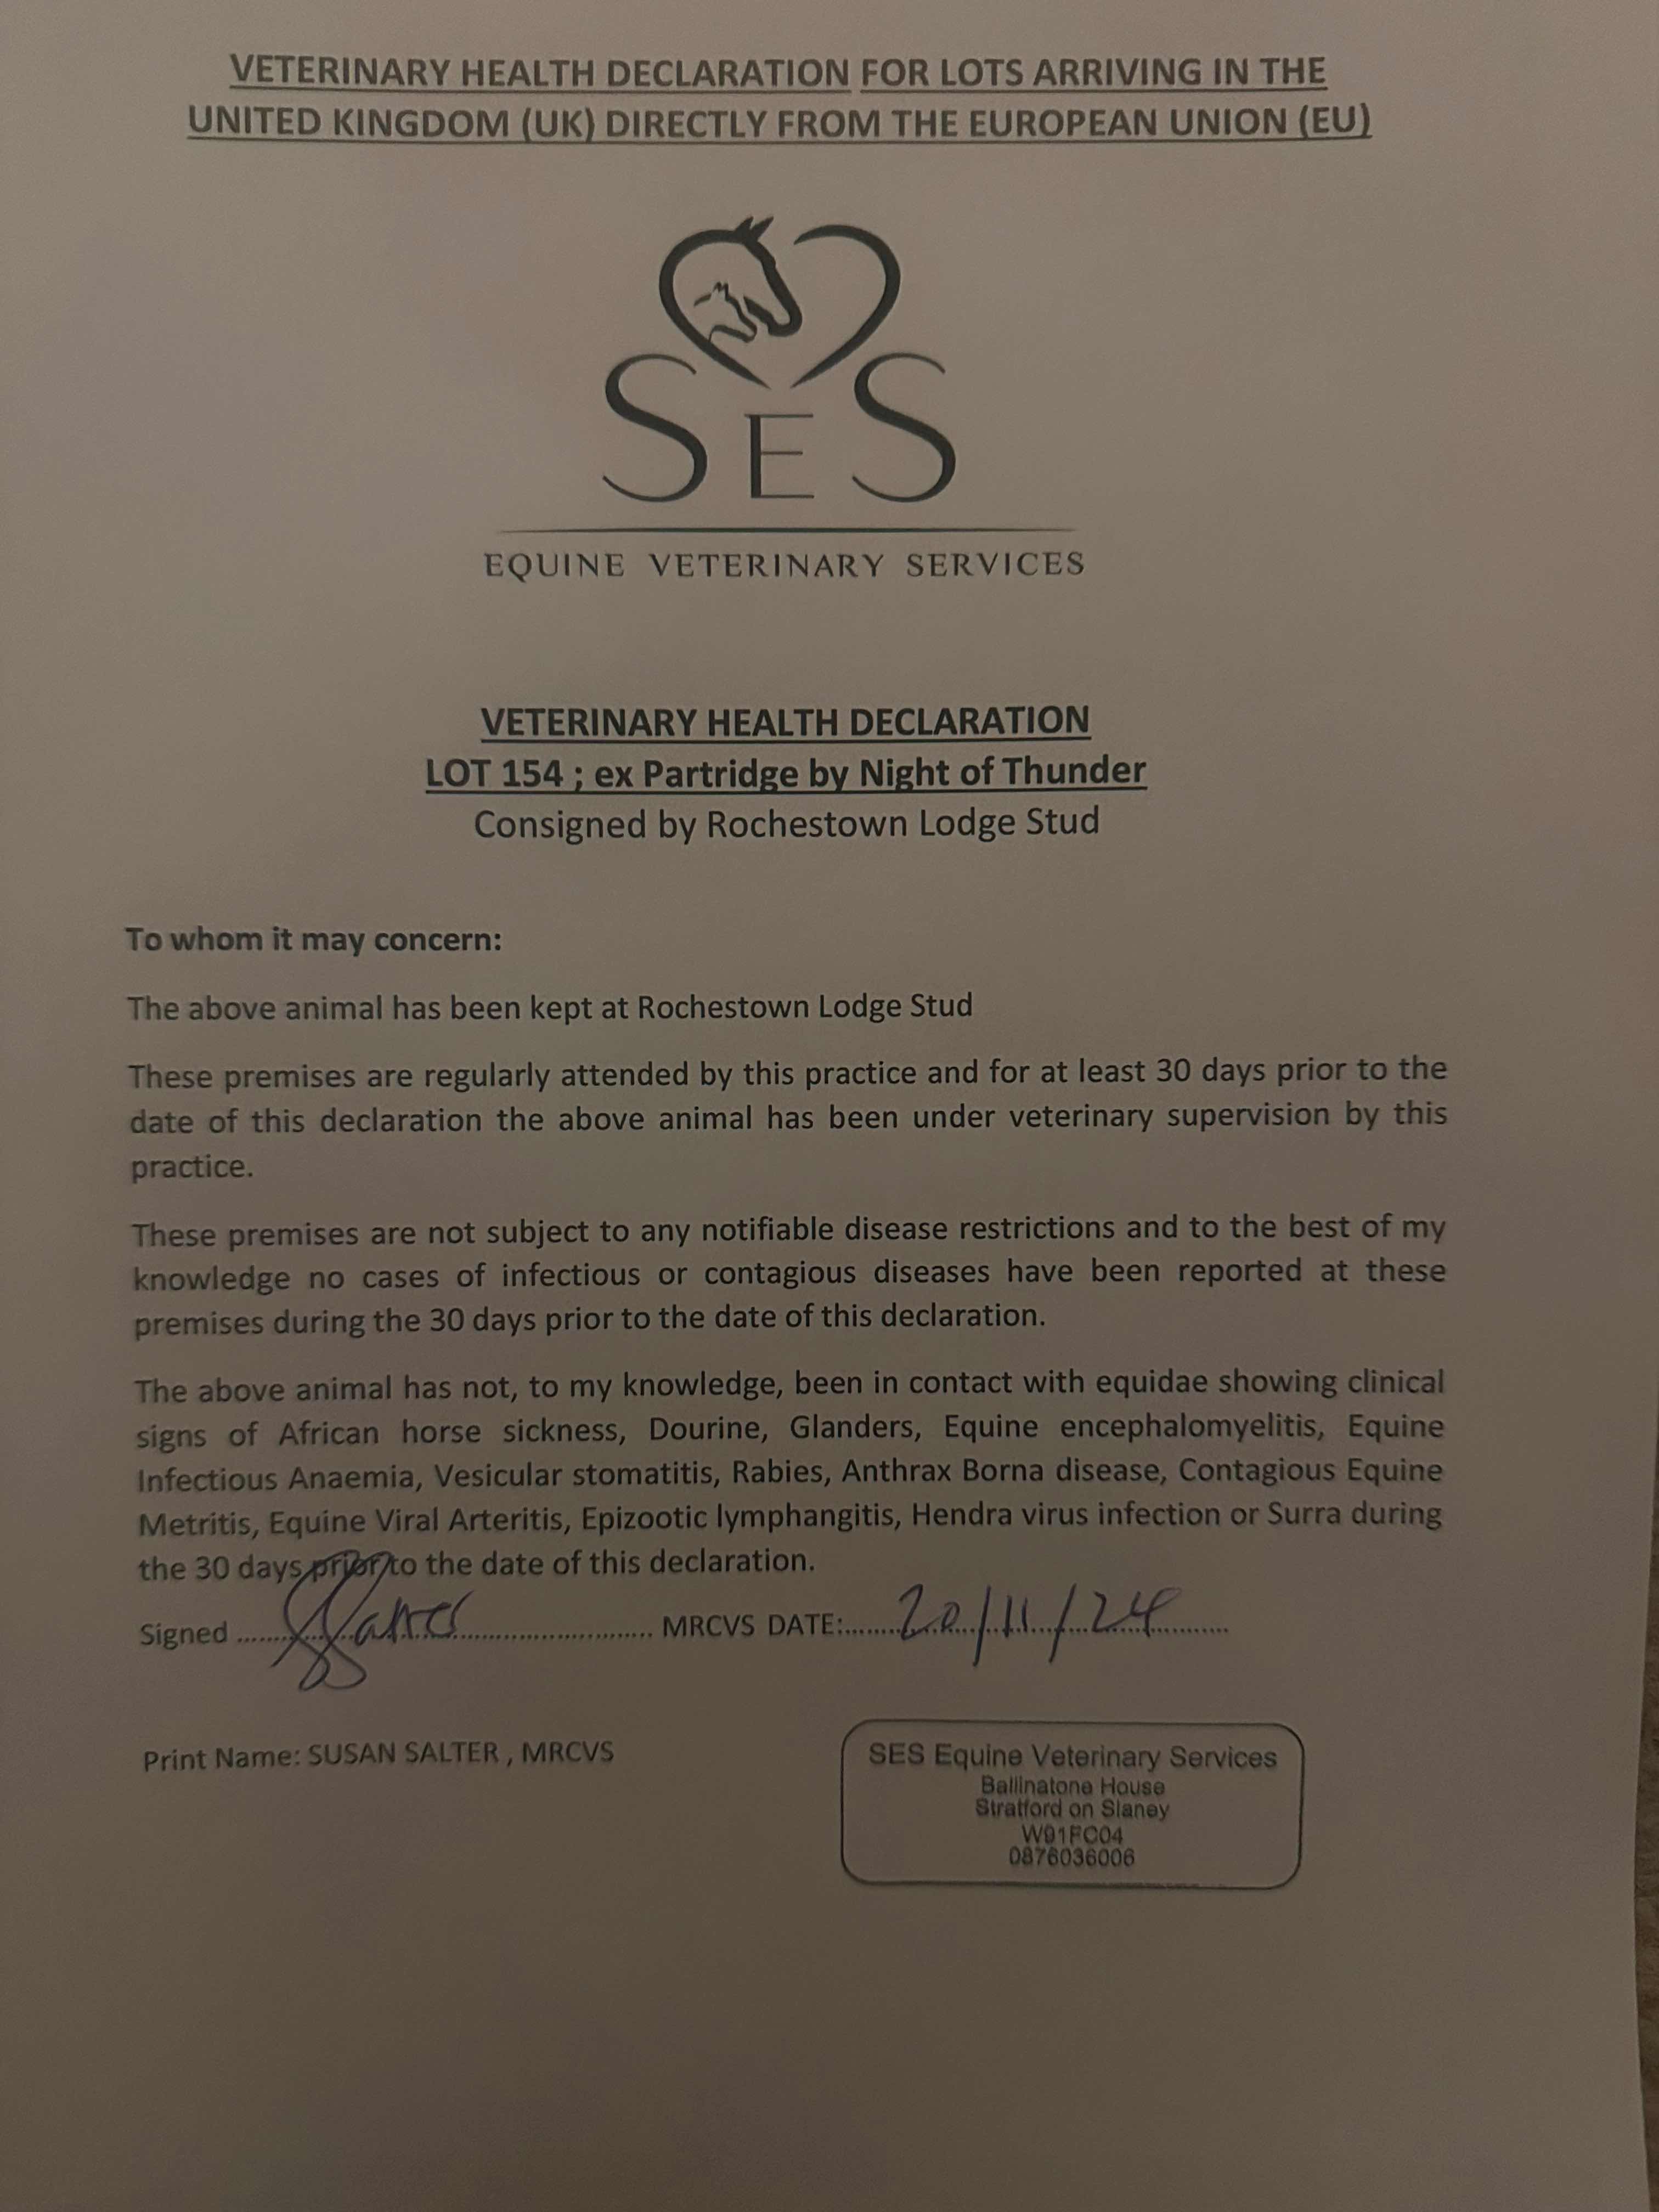 VETERINARY HEALTH DECLARATION FOR LOTS ARRIVING IN THE
UNITED KINGDOM (UK) DIRECTLY FROM THE EUROPEAN UNION (EU)
SES
EQUINE VETERINARY SERVICES
VETERINARY HEALTH DECLARATION
LOT 154 ; ex Partridge by Night of Thunder
Consigned by Rochestown Lodge Stud
To whom it may concern:
The above animal has been kept at Rochestown Lodge Stud
These premises are regularly attended by this practice and for at least 30 days prior to the
date of this declaration the above animal has been under veterinary supervision by this
practice.
These premises are not subject to any notifiable disease restrictions and to the best of my
knowledge no cases of infectious or contagious diseases have been reported at these
premises during the 30 days prior to the date of this declaration.
The above animal has not, to my knowledge, been in contact with equidae showing clinical
signs of African horse sickness, Dourine, Glanders, Equine encephalomyelitis, Equine
Infectious Anaemia, Vesicular stomatitis, Rabies, Anthrax Borna disease, Contagious Equine
Metritis, Equine Viral Arteritis, Epizootic lymphangitis, Hendra virus infection or Surra during
the 30 days prior to the date of this declaration.
Signed .................... MRCVS DATE:........20/11/24........
Print Name: SUSAN SALTER , MRCVS
SES Equine Veterinary Services
Ballinatone House
Stratford on Slaney
W91FC04
0876036006